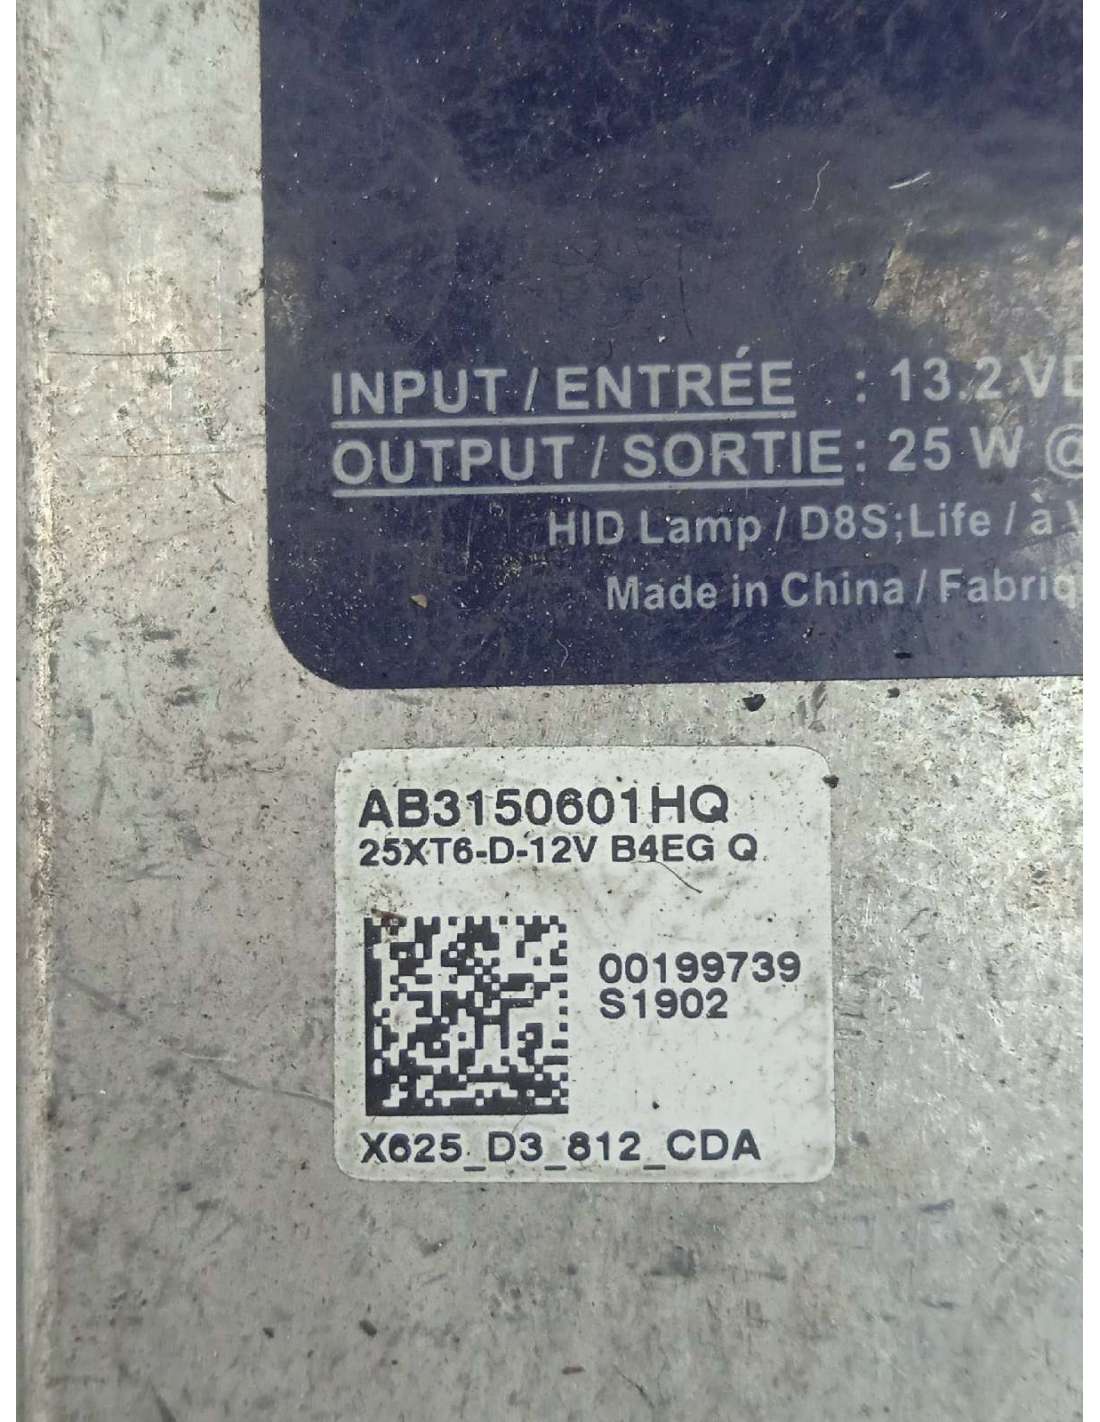 INPUT / ENTRÉE : 13.2 VD
OUTPUT / SORTIE : 25 W @
HID Lamp / D8S;Life / à V
Made in China / Fabriq
AB3150601HQ
25XT6-D-12V B4EG Q
00199739
S1902
X625_D3_812_CDA